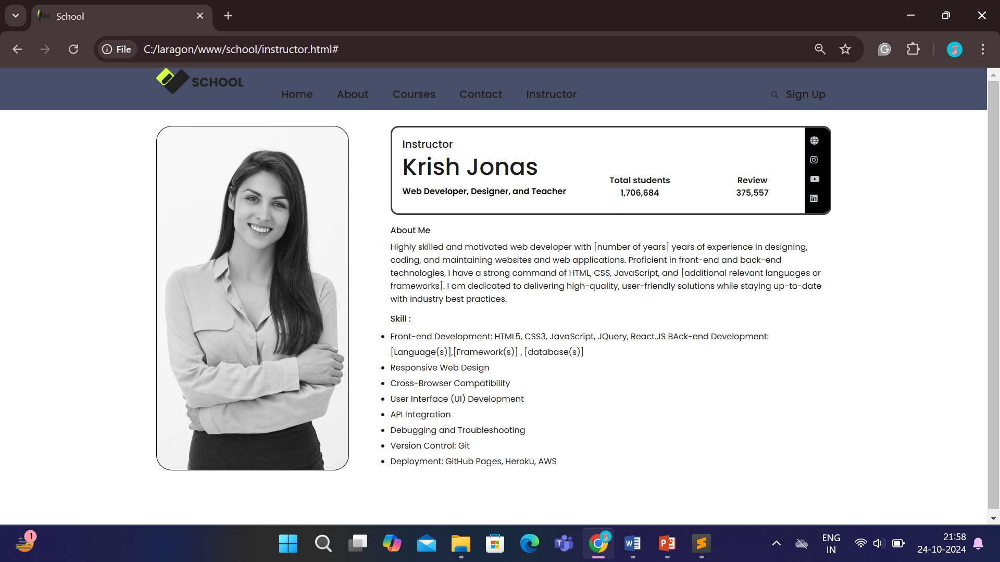 School
File
C:/laragon/www/school/instructor.html#
SCHOOL
Home About Courses Contact Instructor
Sign Up
Instructor
Krish Jonas
Web Developer, Designer, and Teacher
Total students
1,706,684
Review
375,557
About Me
Highly skilled and motivated web developer with [number of years] years of experience in designing,
coding, and maintaining websites and web applications. Proficient in front-end and back-end
technologies, I have a strong command of HTML, CSS, JavaScript, and [additional relevant languages or
frameworks]. I am dedicated to delivering high-quality, user-friendly solutions while staying up-to-date
with industry best practices.
Skill :
Front-end Development: HTML5, CSS3, JavaScript, JQuery, React.JS BAck-end Development:
[Language(s)],[Framework(s)] , [database(s)]
Responsive Web Design
Cross-Browser Compatibility
User Interface (UI) Development
API Integration
Debugging and Troubleshooting
Version Control: Git
Deployment: GitHub Pages, Heroku, AWS
1
ENG
IN
21:58
24-10-2024